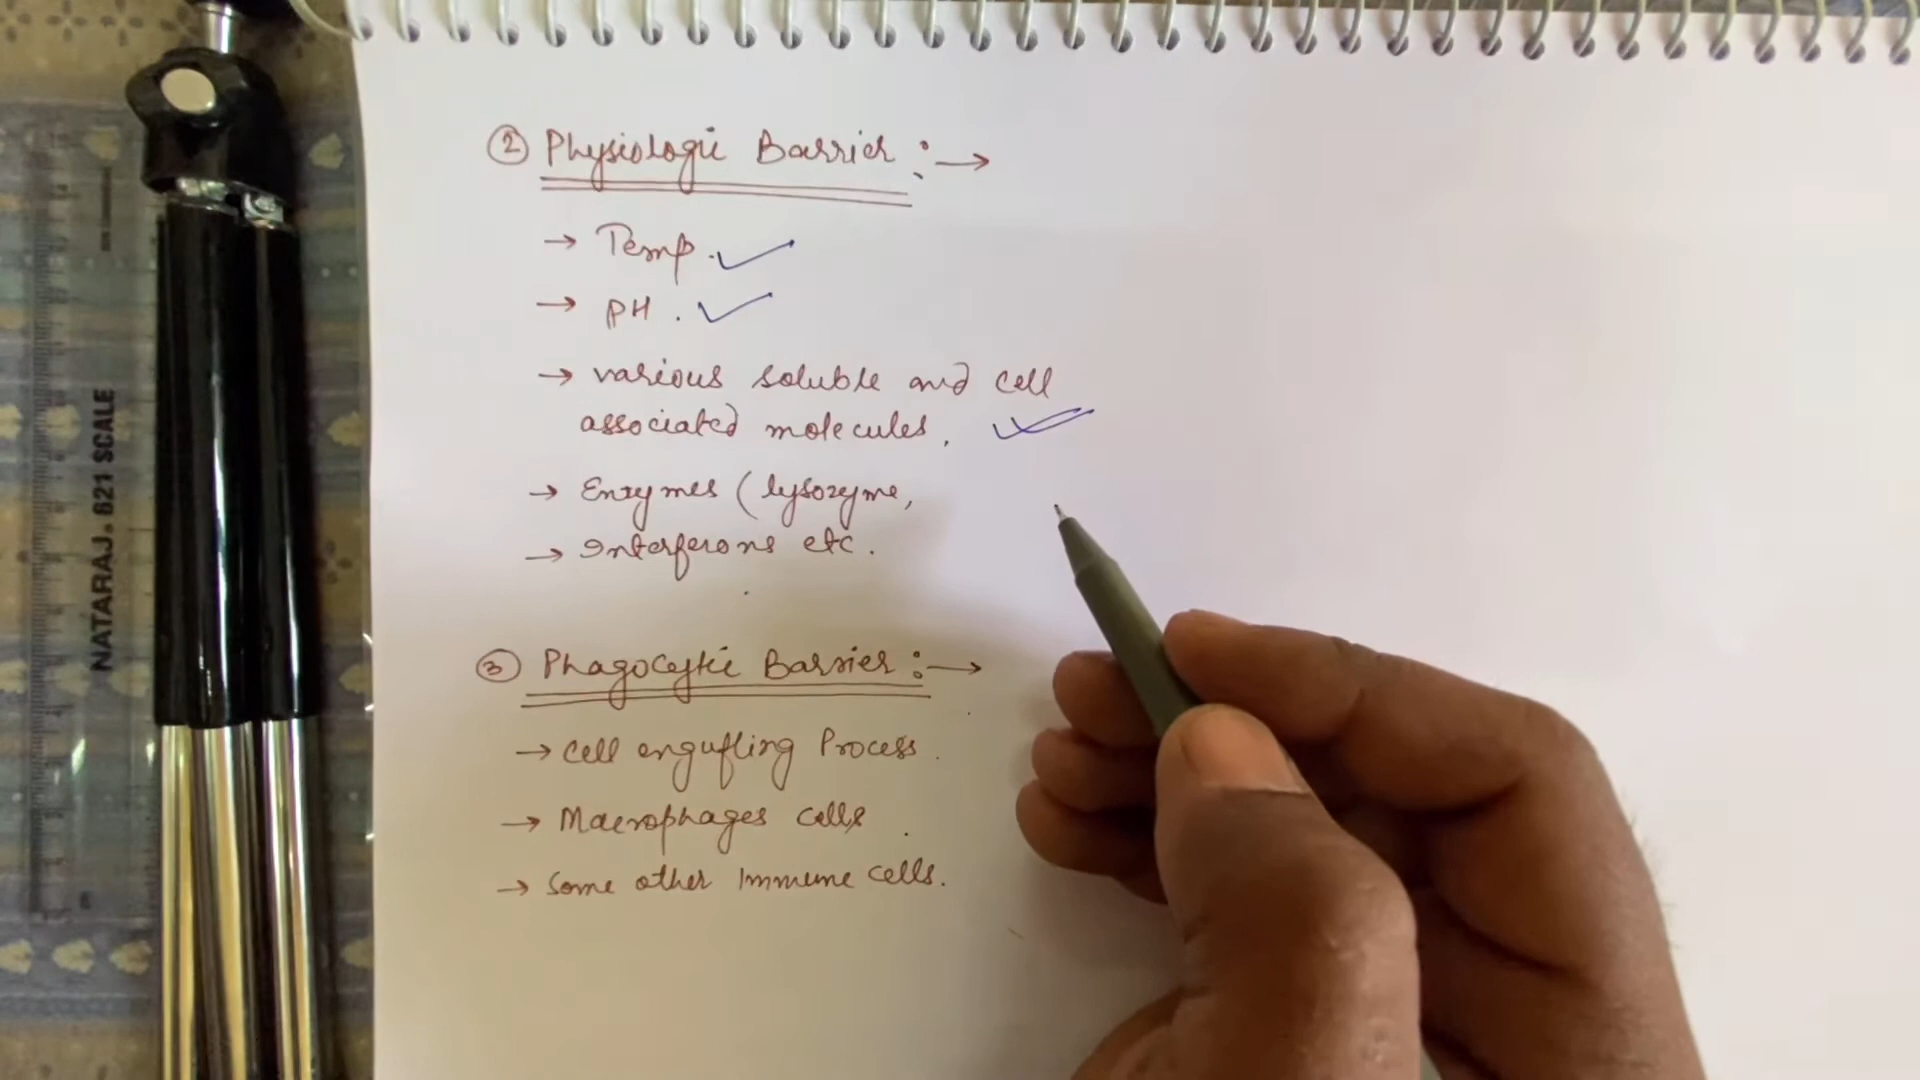 ② Physiologic Barrier :→
→ Temp.
→ pH.
→ various soluble and cell
associated molecules.
→ Enzymes (lysozyme,
→ Interferons etc.
③ Phagocytic Barrier :→
→ Cell engufling Process.
→ Macrophages cells.
→ Some other Immune cells.
NATARAJ. 621 SCALE